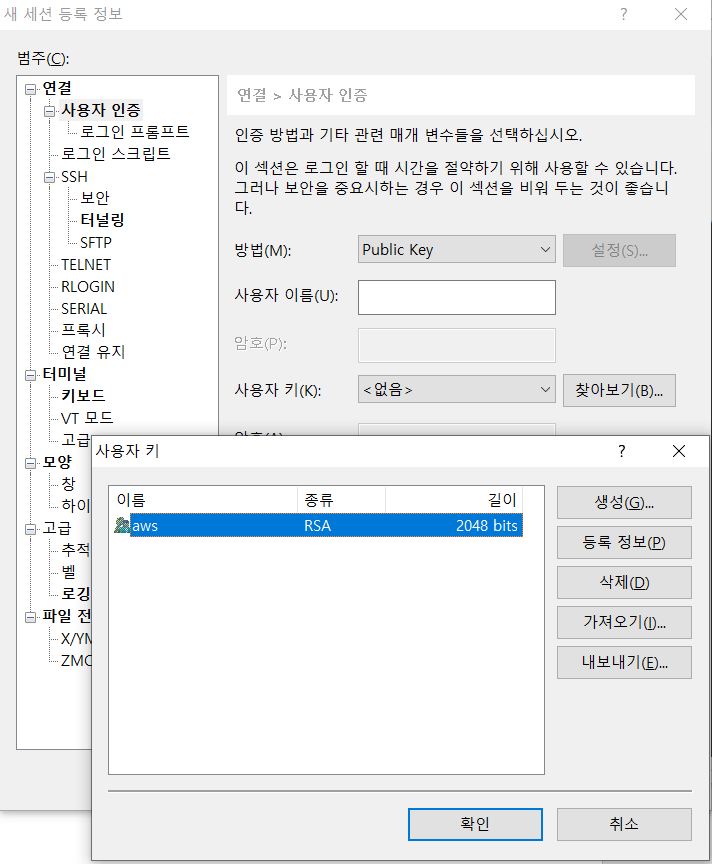 새 세션 등록 정보
?
범주(C):
연결
사용자 인증
로그인 프롬프트
로그인 스크립트
SSH
보안
터널링
SFTP
TELNET
RLOGIN
SERIAL
프록시
연결 유지
터미널
키보드
VT 모드
고급
모양
창
하이
고급
추적
벨
로깅
파일 전
X/YM
ZMO
연결 > 사용자 인증
인증 방법과 기타 관련 매개 변수들을 선택하십시오.
이 섹션은 로그인 할 때 시간을 절약하기 위해 사용할 수 있습니다.
그러나 보안을 중요시하는 경우 이 섹션을 비워 두는 것이 좋습니
다.
방법(M):
Public Key
설정(S)...
사용자 이름(U):
암호(P):
사용자 키(K):
<없음>
찾아보기(B)...
사용자 키
?
이름 종류 길이
aws RSA 2048 bits
생성(G)...
등록 정보(P)
삭제(D)
가져오기(I)...
내보내기(E)...
확인
취소